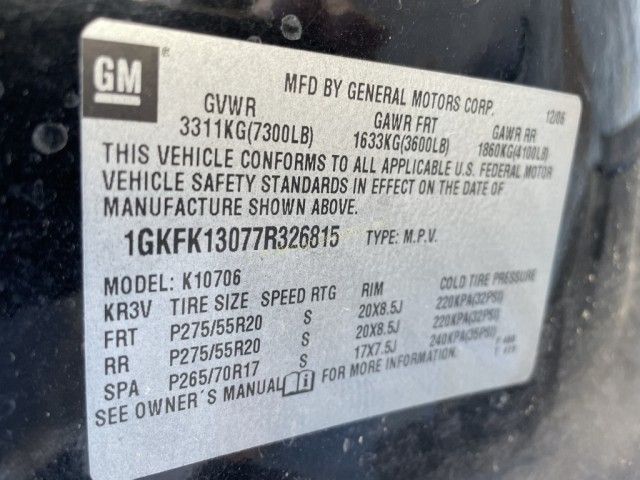 GM
MFD BY GENERAL MOTORS CORP. 12/06
GVWR GAWR FRT GAWR RR
3311KG(7300LB) 1633KG(3600LB) 1860KG(4100LB)
THIS VEHICLE CONFORMS TO ALL APPLICABLE U.S. FEDERAL MOTOR
VEHICLE SAFETY STANDARDS IN EFFECT ON THE DATE OF
MANUFACTURE SHOWN ABOVE.
1GKFK13077R326815 TYPE: M.P.V.
MODEL: K10706
KR3V TIRE SIZE SPEED RTG RIM COLD TIRE PRESSURE
FRT P275/55R20 S 20X8.5J 220KPA(32PSI)
RR P275/55R20 S 20X8.5J 220KPA(32PSI)
SPA P265/70R17 S 17X7.5J 240KPA(35PSI)
SEE OWNER´S MANUAL FOR MORE INFORMATION.